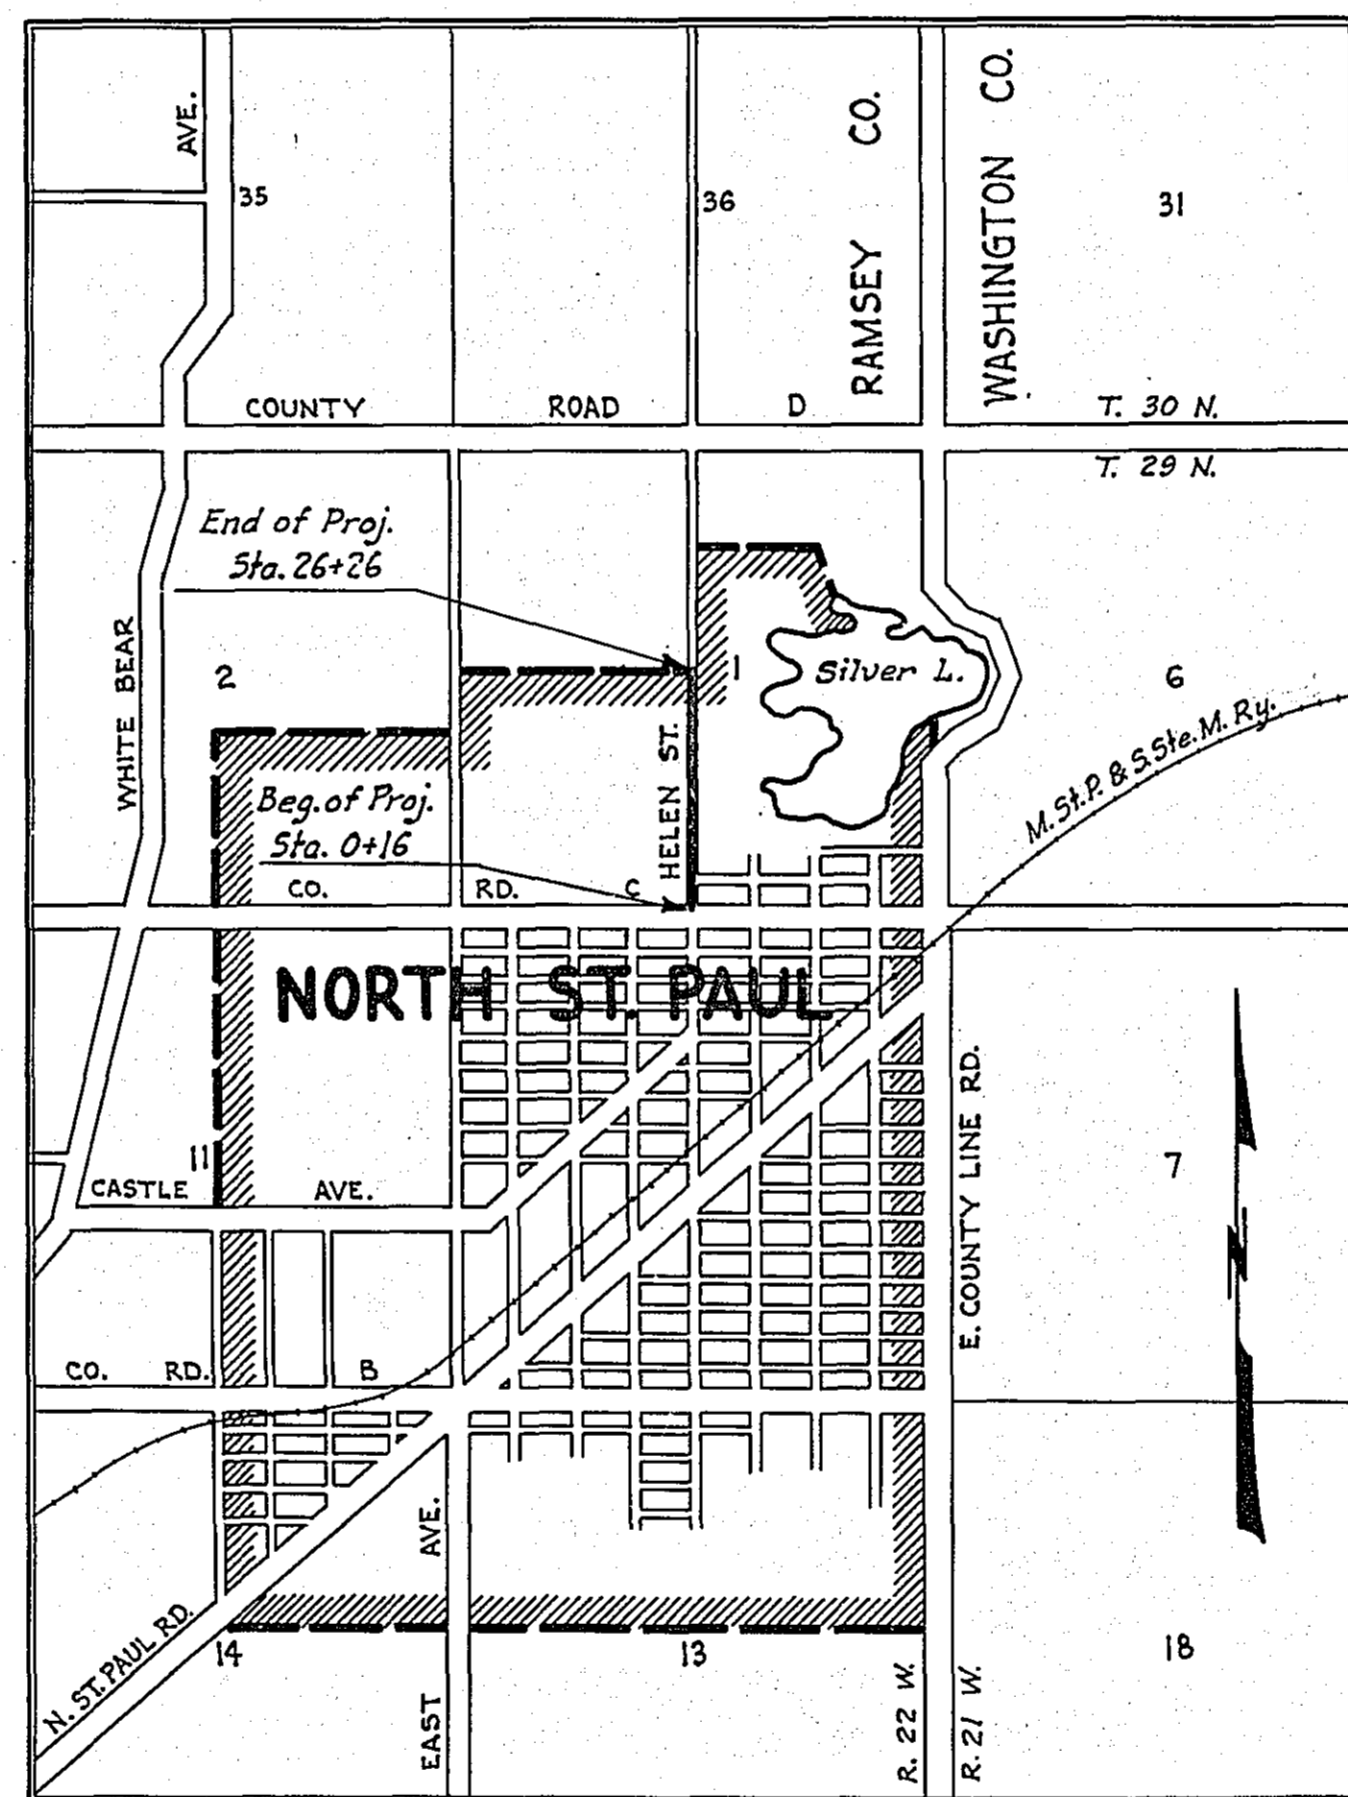 AVE.
RAMSEY CO.
WASHINGTON CO.
35
36
31
COUNTY ROAD D
T. 30 N.
T. 29 N.
End of Proj.
Sta. 26+26
WHITE BEAR
2
1
Silver L.
6
HELEN ST.
M. St. P. & S. Ste. M. Ry.
Beg. of Proj.
Sta. 0+16
CO. RD. C
NORTH ST. PAUL
E. COUNTY LINE RD.
N
11
7
CASTLE AVE.
CO. RD. B
EAST AVE.
N. ST. PAUL RD.
14
13
18
R. 22 W.
R. 21 W.